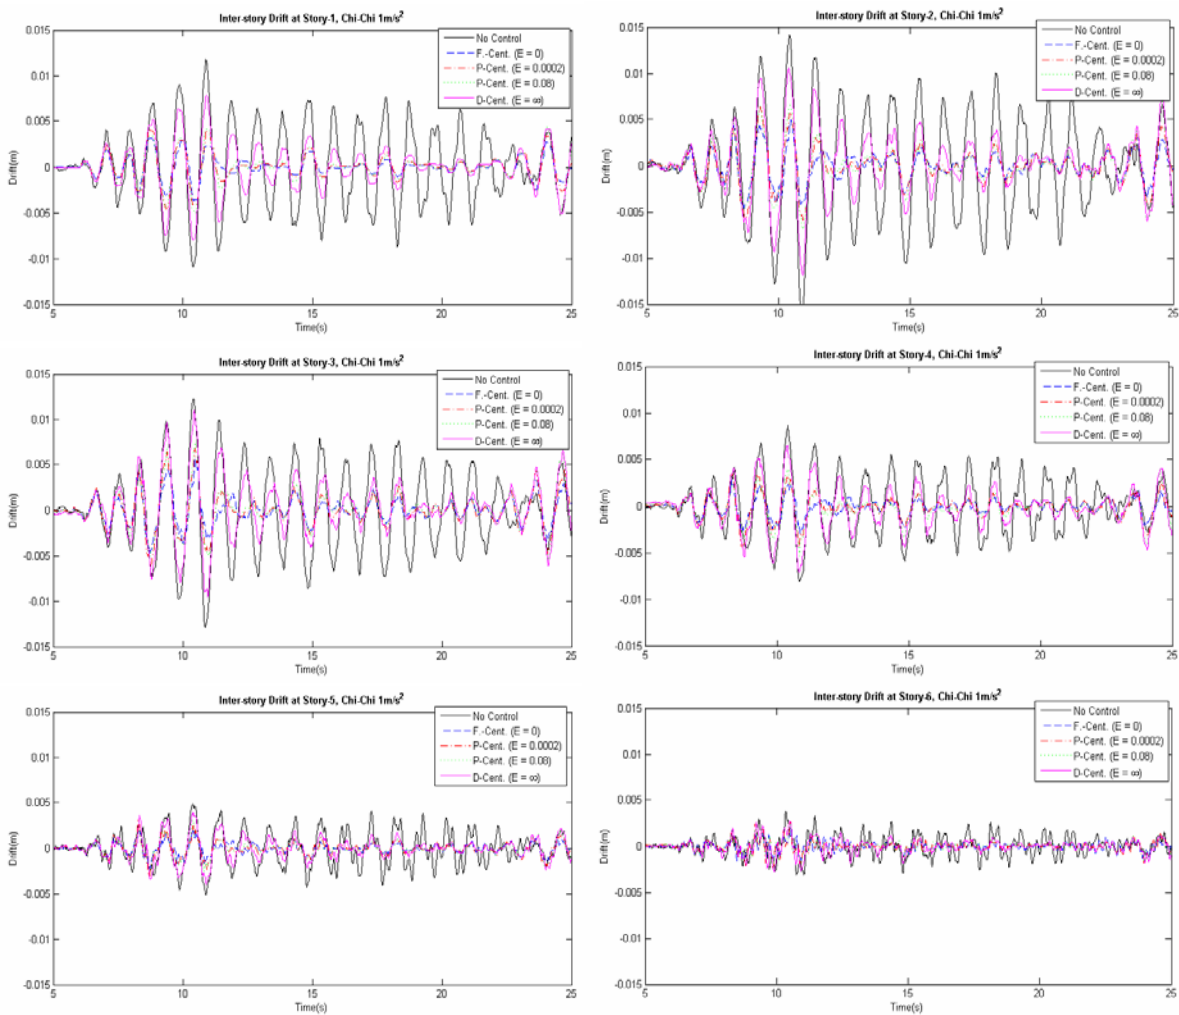 Inter-story Drift at Story-1, Chi-Chi 1m/s²
0.015
0.01
0.005
0
-0.005
-0.01
-0.015
Drift(m)
5
10
15
20
25
Time(s)
No Control
F.-Cent. (E = 0)
P-Cent. (E = 0.0002)
P-Cent. (E = 0.08)
D-Cent. (E = ∞)
Inter-story Drift at Story-2, Chi-Chi 1m/s²
0.015
0.01
0.005
0
-0.005
-0.01
-0.015
Drift(m)
5
10
15
20
25
Time(s)
No Control
F.-Cent. (E = 0)
P-Cent. (E = 0.0002)
P-Cent. (E = 0.08)
D-Cent. (E = ∞)
Inter-story Drift at Story-3, Chi-Chi 1m/s²
0.015
0.01
0.005
0
-0.005
-0.01
-0.015
Drift(m)
5
10
15
20
25
Time(s)
No Control
F.-Cent. (E = 0)
P-Cent. (E = 0.0002)
P-Cent. (E = 0.08)
D-Cent. (E = ∞)
Inter-story Drift at Story-4, Chi-Chi 1m/s²
0.015
0.01
0.005
0
-0.005
-0.01
-0.015
Drift(m)
5
10
15
20
25
Time(s)
No Control
F.-Cent. (E = 0)
P-Cent. (E = 0.0002)
P-Cent. (E = 0.08)
D-Cent. (E = ∞)
Inter-story Drift at Story-5, Chi-Chi 1m/s²
0.015
0.01
0.005
0
-0.005
-0.01
-0.015
Drift(m)
5
10
15
20
25
Time(s)
No Control
F.-Cent. (E = 0)
P-Cent. (E = 0.0002)
P-Cent. (E = 0.08)
D-Cent. (E = ∞)
Inter-story Drift at Story-6, Chi-Chi 1m/s²
0.015
0.01
0.005
0
-0.005
-0.01
-0.015
Drift(m)
5
10
15
20
25
Time(s)
No Control
F.-Cent. (E = 0)
P-Cent. (E = 0.0002)
P-Cent. (E = 0.08)
D-Cent. (E = ∞)